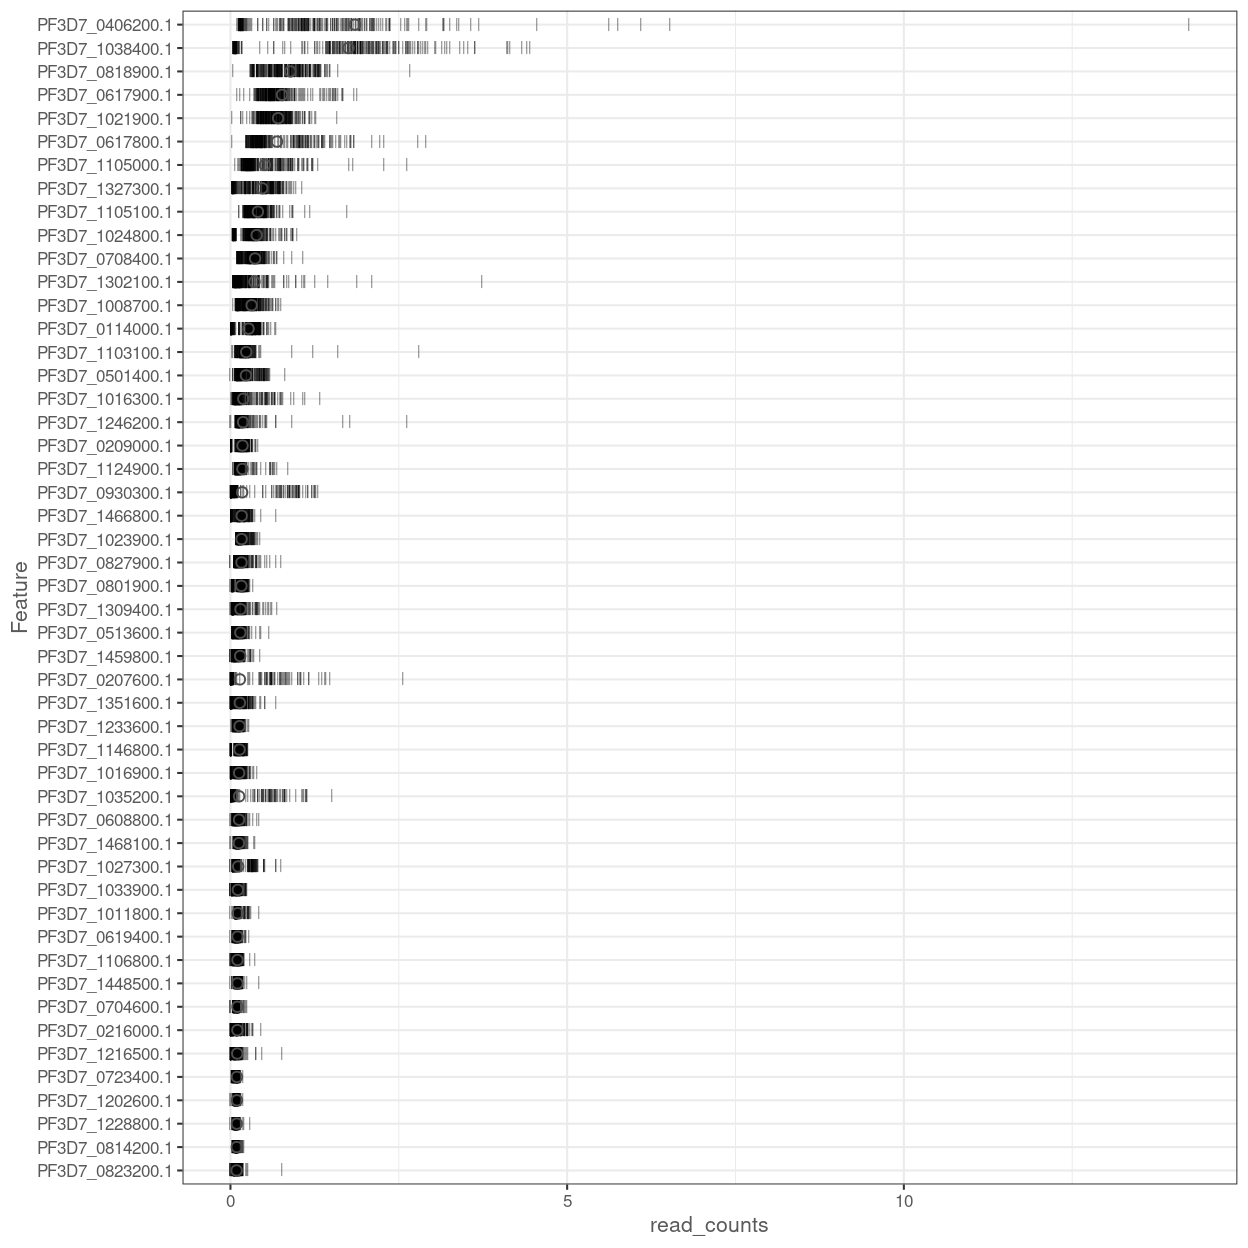 PF3D7_0406200.1
PF3D7_1038400.1
PF3D7_0818900.1
PF3D7_0617900.1
PF3D7_1021900.1
PF3D7_0617800.1
PF3D7_1105000.1
PF3D7_1327300.1
PF3D7_1105100.1
PF3D7_1024800.1
PF3D7_0708400.1
PF3D7_1302100.1
PF3D7_1008700.1
PF3D7_0114000.1
PF3D7_1103100.1
PF3D7_0501400.1
PF3D7_1016300.1
PF3D7_1246200.1
PF3D7_0209000.1
PF3D7_1124900.1
PF3D7_0930300.1
PF3D7_1466800.1
PF3D7_1023900.1
PF3D7_0827900.1
PF3D7_0801900.1
PF3D7_1309400.1
PF3D7_0513600.1
PF3D7_1459800.1
PF3D7_0207600.1
PF3D7_1351600.1
PF3D7_1233600.1
PF3D7_1146800.1
PF3D7_1016900.1
PF3D7_1035200.1
PF3D7_0608800.1
PF3D7_1468100.1
PF3D7_1027300.1
PF3D7_1033900.1
PF3D7_1011800.1
PF3D7_0619400.1
PF3D7_1106800.1
PF3D7_1448500.1
PF3D7_0704600.1
PF3D7_0216000.1
PF3D7_1216500.1
PF3D7_0723400.1
PF3D7_1202600.1
PF3D7_1228800.1
PF3D7_0814200.1
PF3D7_0823200.1
Feature
0 5 10
read_counts